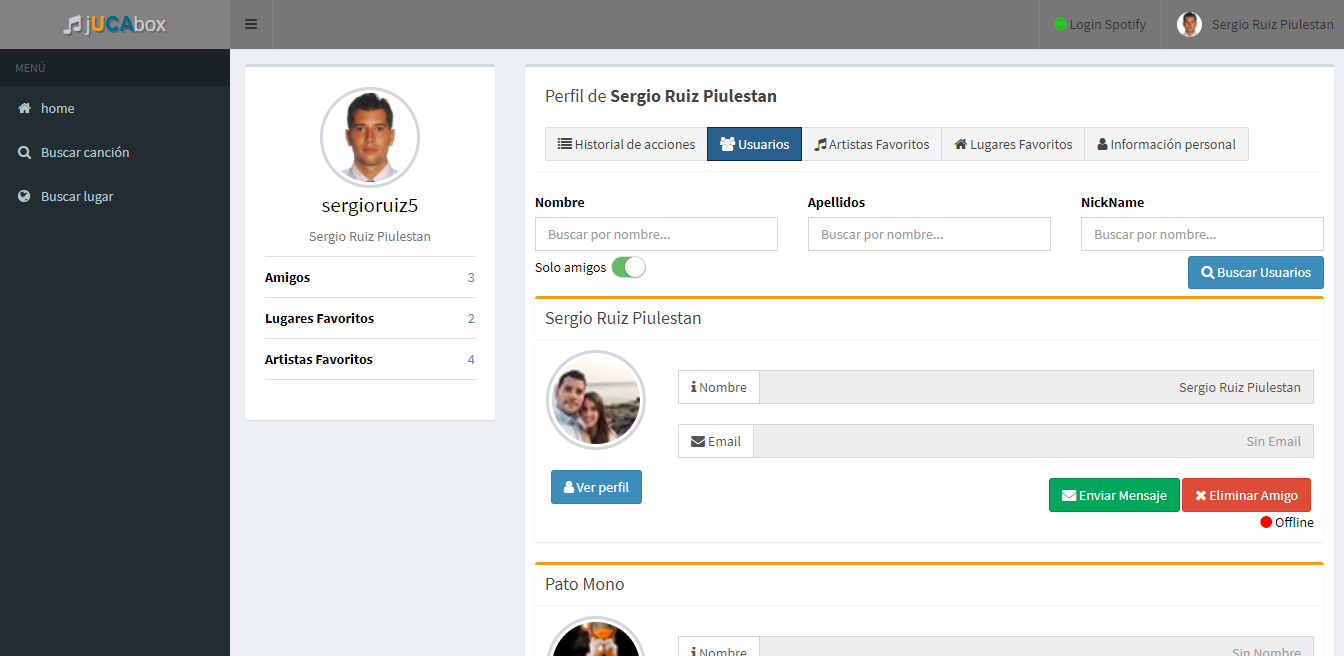 jUCAbox
Login Spotify
Sergio Ruiz Piulestan
MENÚ
home
Buscar canción
Buscar lugar
sergioruiz5
Sergio Ruiz Piulestan
Amigos 3
Lugares Favoritos 2
Artistas Favoritos 4
Perfil de Sergio Ruiz Piulestan
Historial de acciones
Usuarios
Artistas Favoritos
Lugares Favoritos
Información personal
Nombre
Apellidos
NickName
Buscar por nombre...
Buscar por nombre...
Buscar por nombre...
Solo amigos
Buscar Usuarios
Sergio Ruiz Piulestan
Nombre
Sergio Ruiz Piulestan
Email
Sin Email
Ver perfil
Enviar Mensaje
Eliminar Amigo
Offline
Pato Mono
Nombre
Sin Nombre